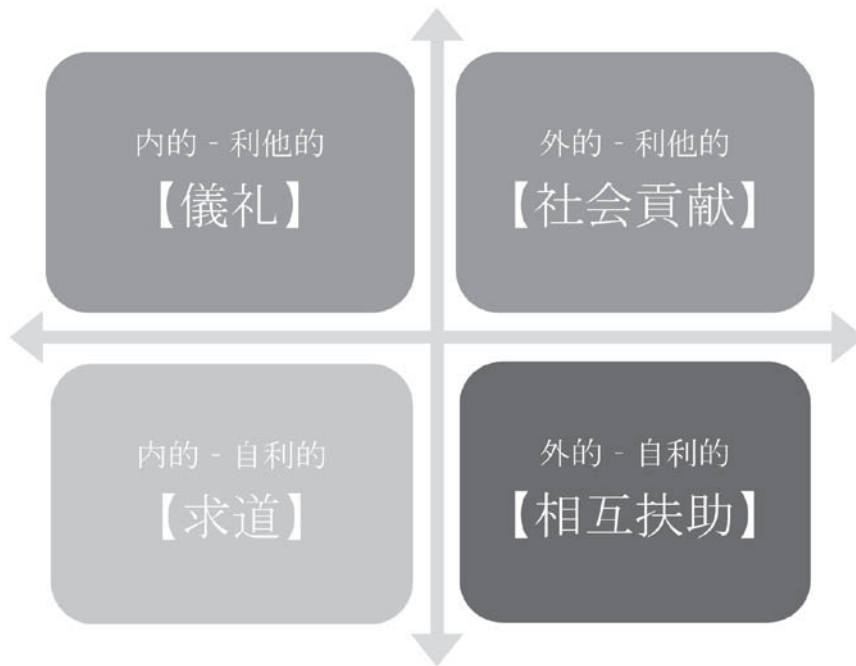 内的 - 利他的
【儀礼】
外的 - 利他的
【社会貢献】
内的 - 自利的
【求道】
外的 - 自利的
【相互扶助】